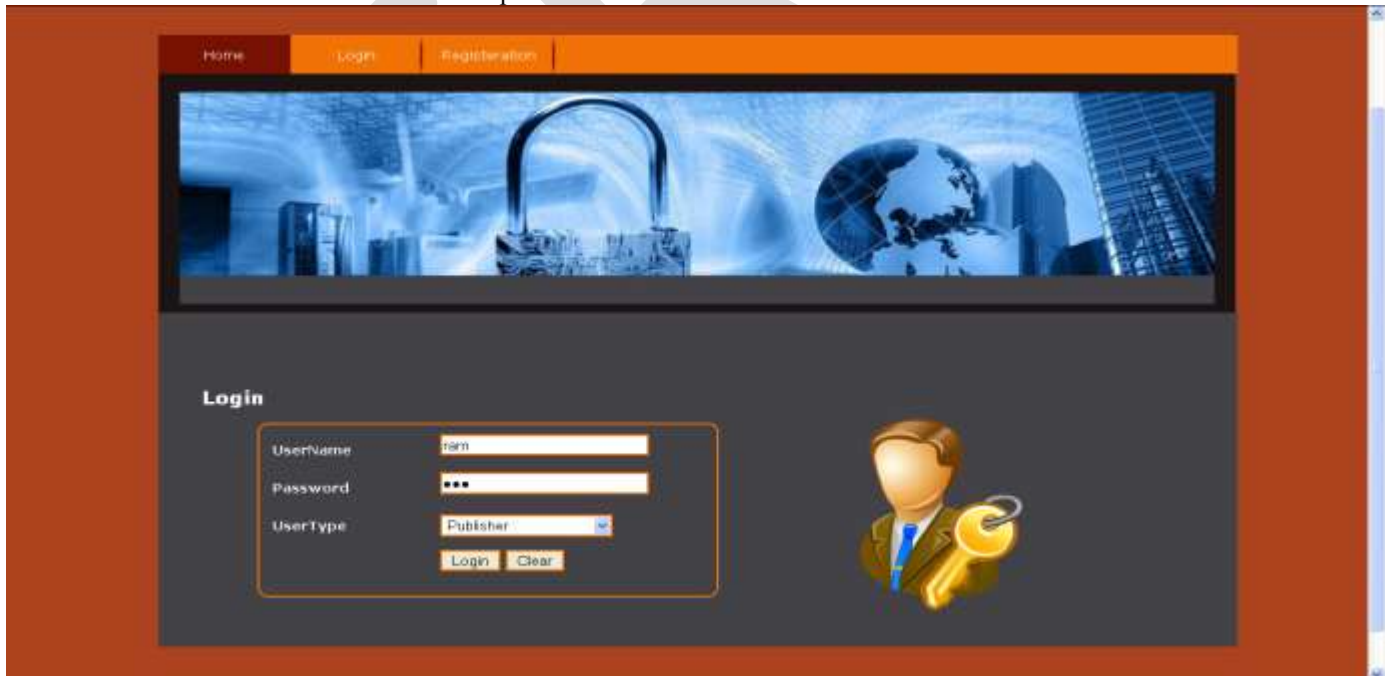 Home Login Registeration
Login
UserName ram
Password •••
UserType Publisher
Login Clear